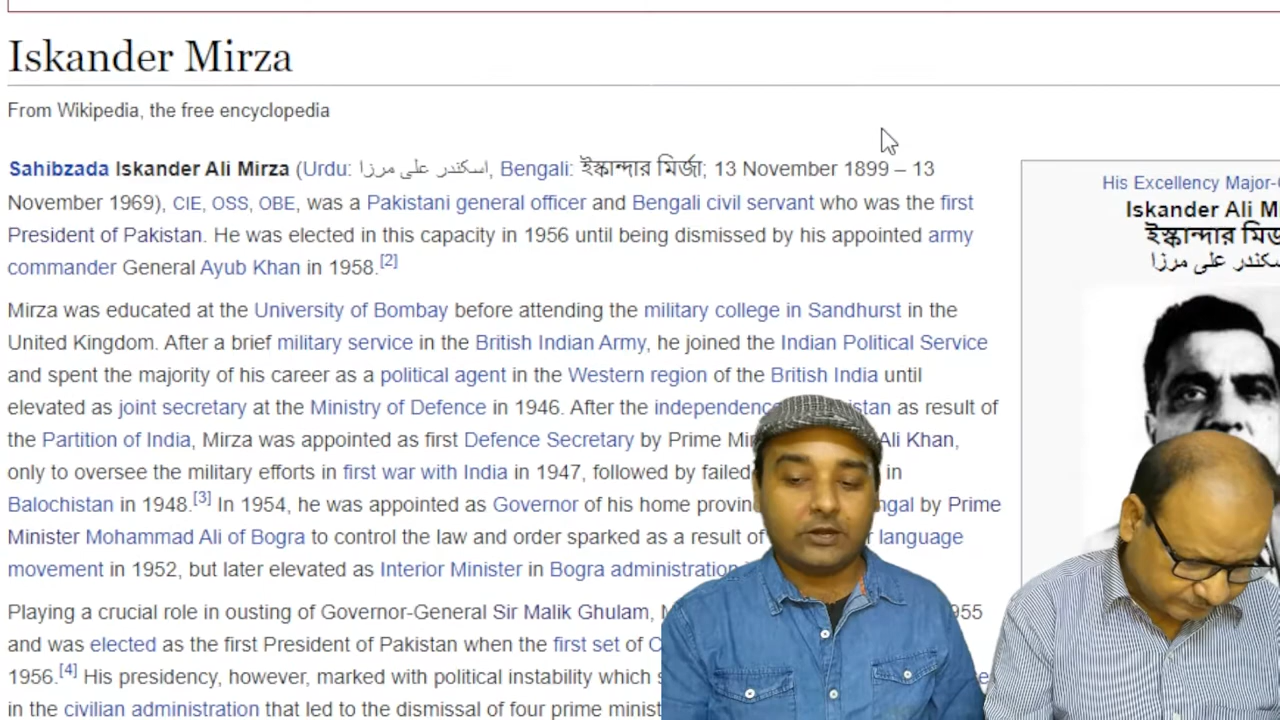 Iskander Mirza
From Wikipedia, the free encyclopedia
Sahibzada Iskander Ali Mirza (Urdu: اسکندر علی مرزا, Bengali: ইস্কান্দার মির্জা; 13 November 1899 – 13
November 1969), CIE, OSS, OBE, was a Pakistani general officer and Bengali civil servant who was the first
President of Pakistan. He was elected in this capacity in 1956 until being dismissed by his appointed army
commander General Ayub Khan in 1958.[2]
Mirza was educated at the University of Bombay before attending the military college in Sandhurst in the
United Kingdom. After a brief military service in the British Indian Army, he joined the Indian Political Service
and spent the majority of his career as a political agent in the Western region of the British India until
elevated as joint secretary at the Ministry of Defence in 1946. After the as result of
the Partition of India, Mirza was appointed as first Defence Secretary by Prime Ali Khan,
only to oversee the military efforts in first war with India in 1947, followed by failed in
Balochistan in 1948.[3] In 1954, he was appointed as Governor of his home by Prime
Minister Mohammad Ali of Bogra to control the law and order sparked as a result of language
movement in 1952, but later elevated as Interior Minister in Bogra administration
Playing a crucial role in ousting of Governor-General Sir Malik Ghulam,
and was elected as the first President of Pakistan when the first set of
1956.[4] His presidency, however, marked with political instability which
in the civilian administration that led to the dismissal of four prime
His Excellency Major-
Iskander Ali
ইস্কান্দার
علی مرزا